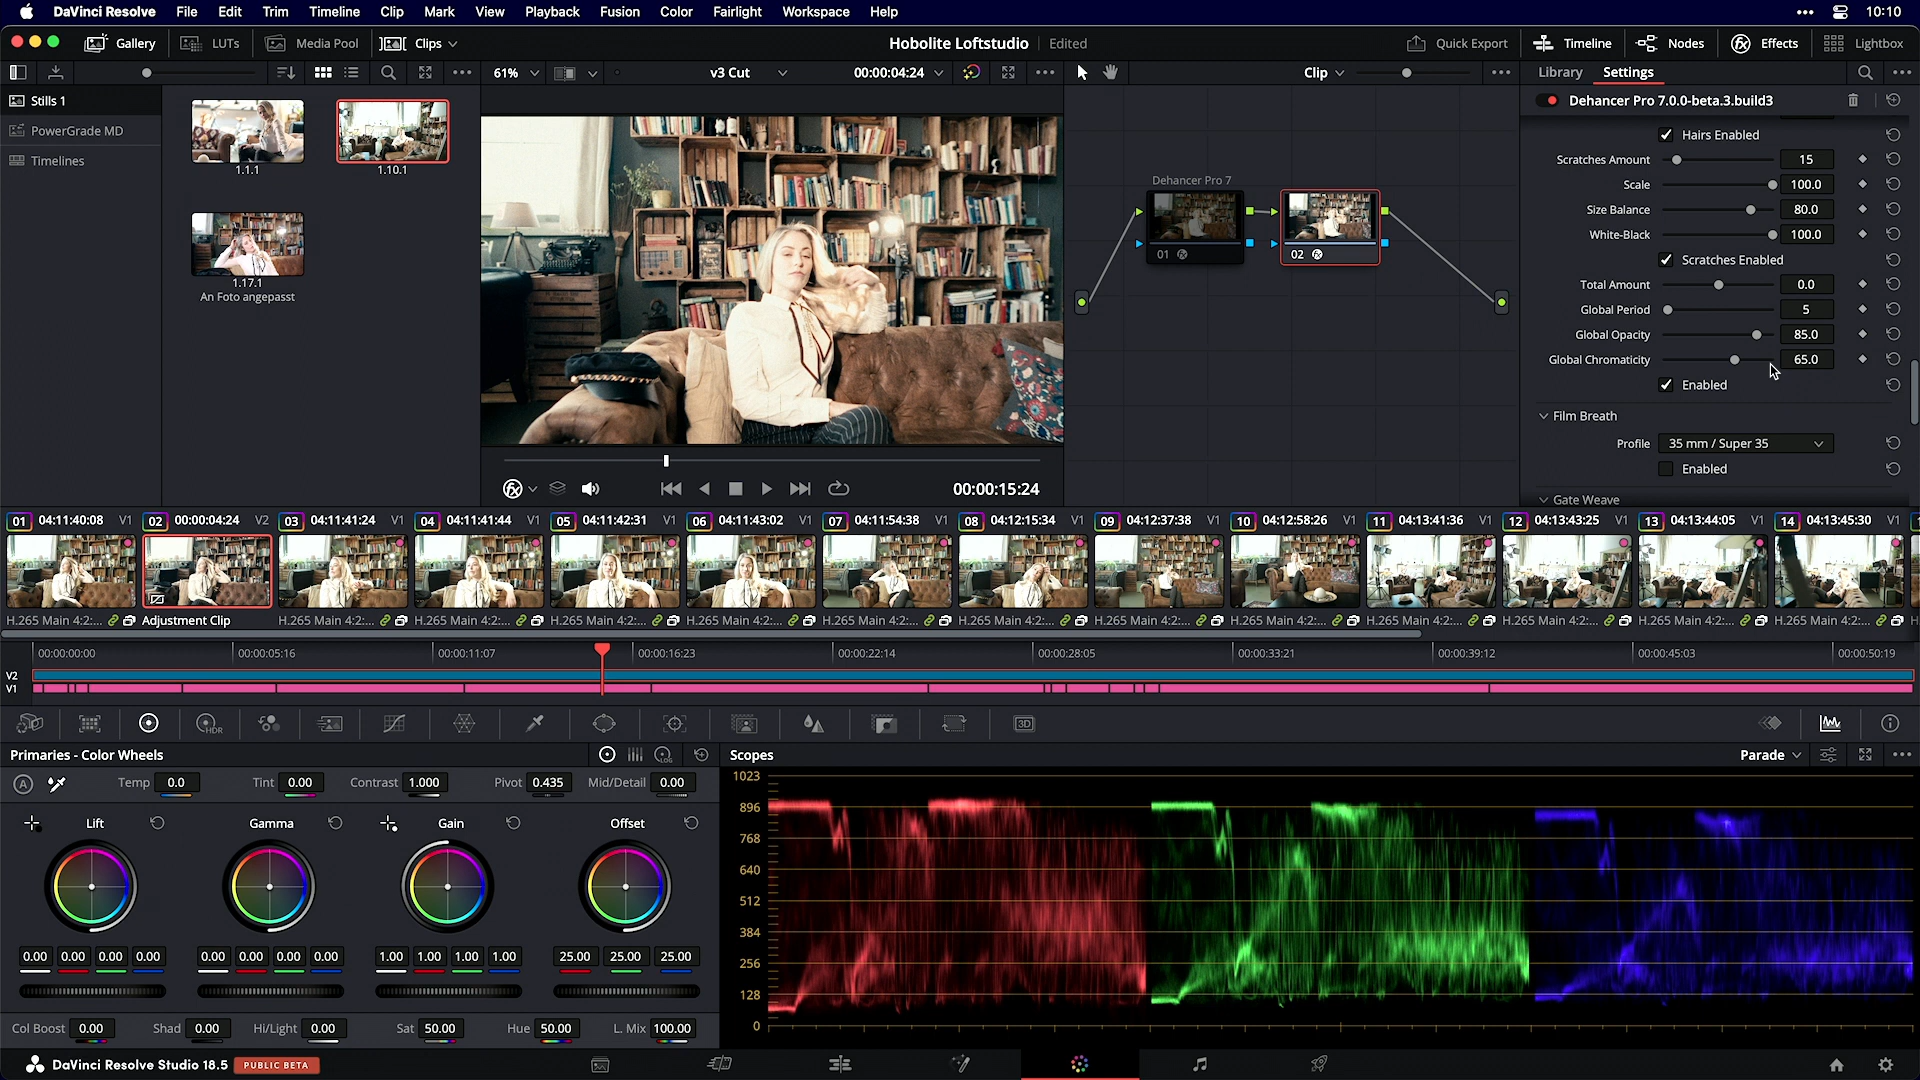 DaVinci Resolve File Edit Trim Timeline Clip Mark View Playback Fusion Color Fairlight Workspace Help 10:10
Gallery LUTs Media Pool Clips Hobolite Loftstudio Edited Quick Export Timeline Nodes Effects Lightbox
61% v3 Cut 00:00:04:24 Clip Library Settings
Stills 1
PowerGrade MD
Timelines
1.1.1
1.10.1
1.17.1
An Foto angepasst
00:00:15:24
Dehancer Pro 7
01
02
Dehancer Pro 7.0.0-beta.3.build3
Hairs Enabled
Scratches Amount 15
Scale 100.0
Size Balance 80.0
White-Black 100.0
Scratches Enabled
Total Amount 0.0
Global Period 5
Global Opacity 85.0
Global Chromaticity 65.0
Enabled
Film Breath
Profile 35 mm / Super 35
Enabled
Gate Weave
01 04:11:40:08 V1 02 00:00:04:24 V2 03 04:11:41:24 V1 04 04:11:41:44 V1 05 04:11:42:31 V1 06 04:11:43:02 V1 07 04:11:54:38 V1 08 04:12:15:34 V1 09 04:12:37:38 V1 10 04:12:58:26 V1 11 04:13:41:36 V1 12 04:13:43:25 V1 13 04:13:44:05 V1 14 04:13:45:30 V1
H.265 Main 4:2:... Adjustment Clip H.265 Main 4:2:... H.265 Main 4:2:... H.265 Main 4:2:... H.265 Main 4:2:... H.265 Main 4:2:... H.265 Main 4:2:... H.265 Main 4:2:... H.265 Main 4:2:... H.265 Main 4:2:... H.265 Main 4:2:... H.265 Main 4:2:... H.265 Main 4:2:...
00:00:00:00 00:00:05:16 00:00:11:07 00:00:16:23 00:00:22:14 00:00:28:05 00:00:33:21 00:00:39:12 00:00:45:03 00:00:50:19
V2
V1
HDR
3D
Primaries - Color Wheels
LOG
A Temp 0.0 Tint 0.00 Contrast 1.000 Pivot 0.435 Mid/Detail 0.00
Lift Gamma Gain Offset
0.00 0.00 0.00 0.00 0.00 0.00 0.00 0.00 1.00 1.00 1.00 1.00 25.00 25.00 25.00
Col Boost 0.00 Shad 0.00 Hi/Light 0.00 Sat 50.00 Hue 50.00 L. Mix 100.00
Scopes Parade
1023
896
768
640
512
384
256
128
0
DaVinci Resolve Studio 18.5 PUBLIC BETA